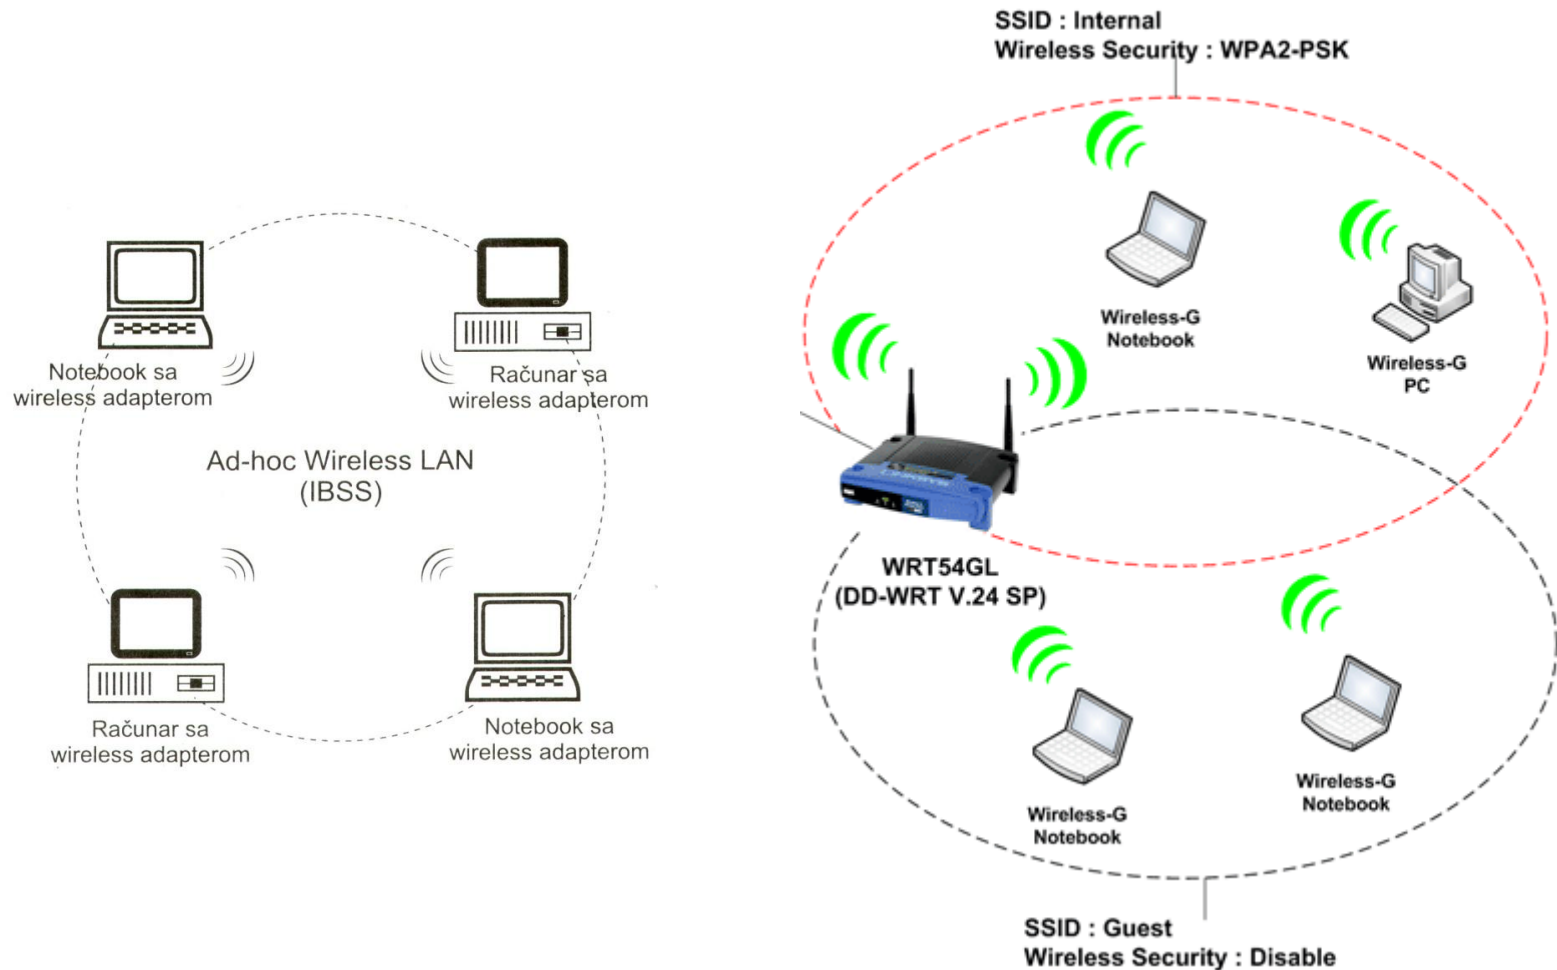 Notebook sa
wireless adapterom
Računar sa
wireless adapterom
Ad-hoc Wireless LAN
(IBSS)
Računar sa
wireless adapterom
Notebook sa
wireless adapterom
SSID : Internal
Wireless Security : WPA2-PSK
Wireless-G
Notebook
Wireless-G
PC
LINKSYS
WRT54GL
(DD-WRT V.24 SP)
Wireless-G
Notebook
Wireless-G
Notebook
SSID : Guest
Wireless Security : Disable